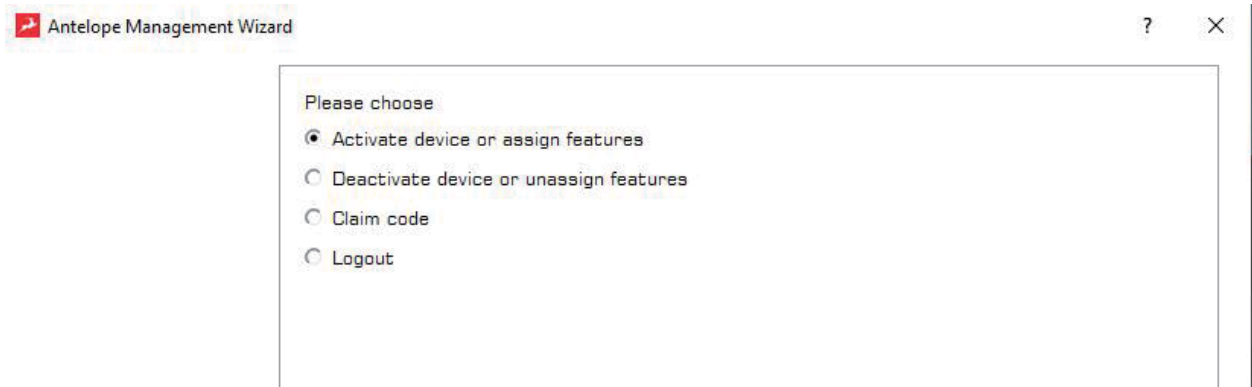 Antelope Management Wizard ?
Please choose
Activate device or assign features
Deactivate device or unassign features
Claim code
Logout